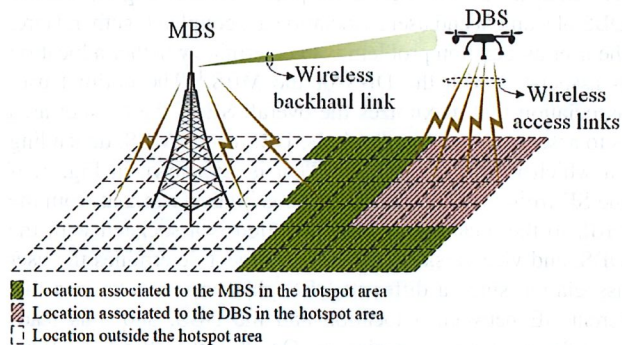 MBS
DBS
Wireless
backhaul link
Wireless
access links
Location associated to the MBS in the hotspot area
Location associated to the DBS in the hotspot area
Location outside the hotspot area